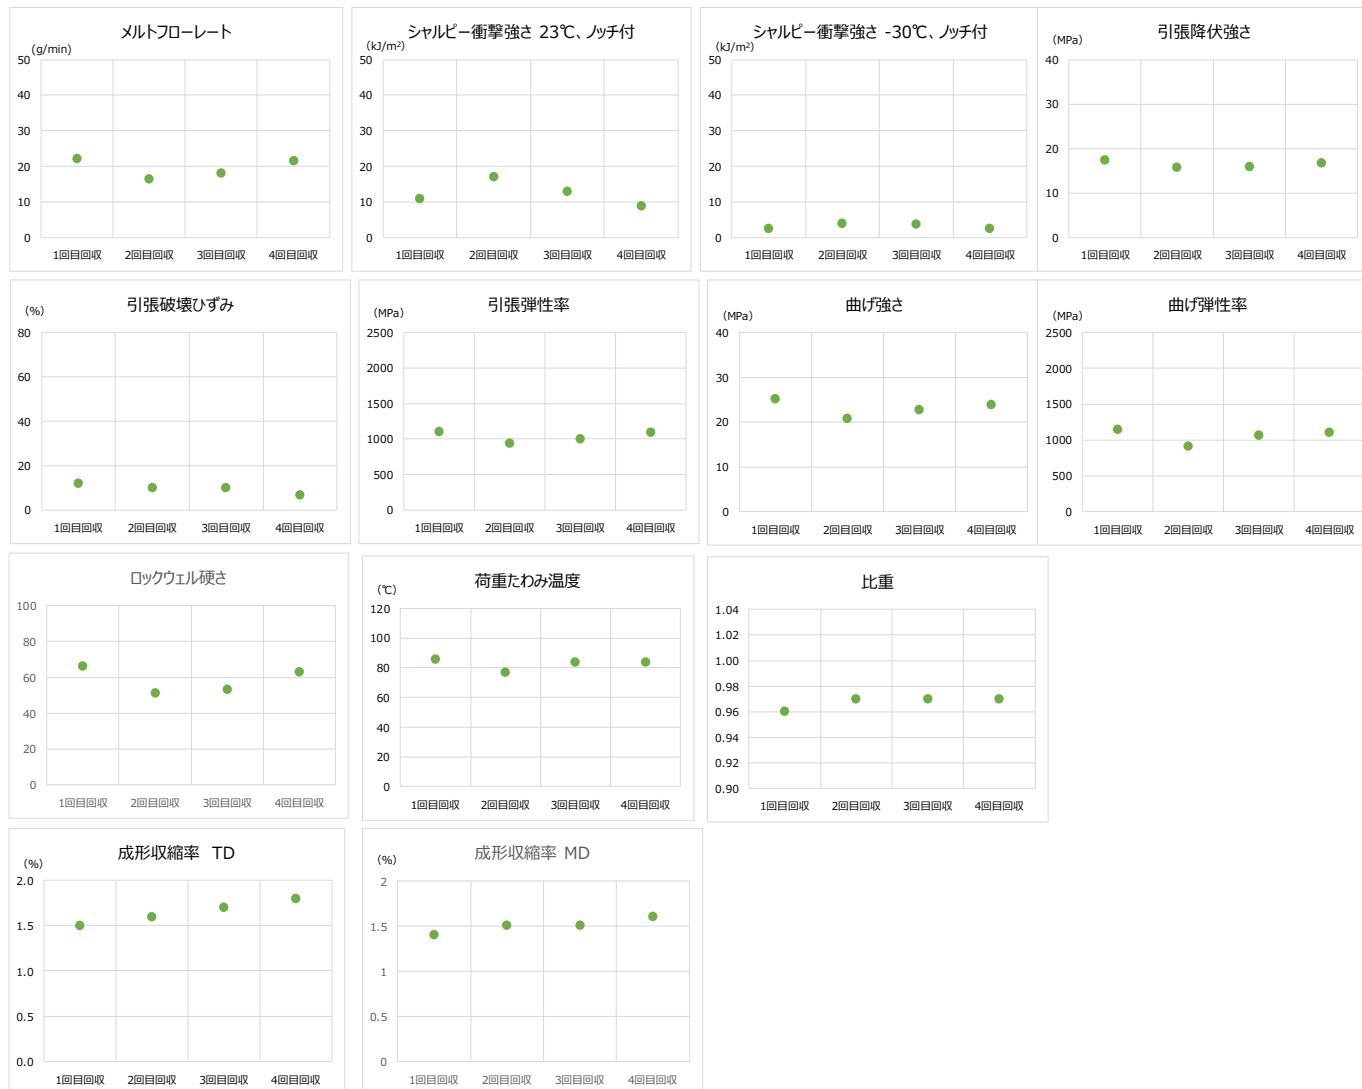 メルトフローレート
(g/min)
50
40
30
20
10
0
1回目回収 2回目回収 3回目回収 4回目回収
シャルピー衝撃強さ 23℃、ノッチ付
(kJ/m²)
50
40
30
20
10
0
1回目回収 2回目回収 3回目回収 4回目回収
シャルピー衝撃強さ -30℃、ノッチ付
(kJ/m²)
50
40
30
20
10
0
1回目回収 2回目回収 3回目回収 4回目回収
引張降伏強さ
(MPa)
40
30
20
10
0
1回目回収 2回目回収 3回目回収 4回目回収
引張破壊ひずみ
(%)
80
60
40
20
0
1回目回収 2回目回収 3回目回収 4回目回収
引張弾性率
(MPa)
2500
2000
1500
1000
500
0
1回目回収 2回目回収 3回目回収 4回目回収
曲げ強さ
(MPa)
40
30
20
10
0
1回目回収 2回目回収 3回目回収 4回目回収
曲げ弾性率
(MPa)
2500
2000
1500
1000
500
0
1回目回収 2回目回収 3回目回収 4回目回収
ロックウェル硬さ
100
80
60
40
20
0
1回目回収 2回目回収 3回目回収 4回目回収
荷重たわみ温度
(℃)
120
100
80
60
40
20
0
1回目回収 2回目回収 3回目回収 4回目回収
比重
1.04
1.02
1.00
0.98
0.96
0.94
0.92
0.90
1回目回収 2回目回収 3回目回収 4回目回収
成形収縮率 TD
(%)
2.0
1.5
1.0
0.5
0.0
1回目回収 2回目回収 3回目回収 4回目回収
成形収縮率 MD
(%)
2
1.5
1
0.5
0
1回目回収 2回目回収 3回目回収 4回目回収